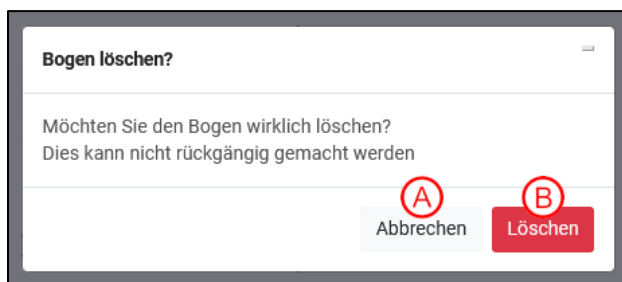 Bogen löschen?
Möchten Sie den Bogen wirklich löschen?
Dies kann nicht rückgängig gemacht werden
A B
Abbrechen Löschen